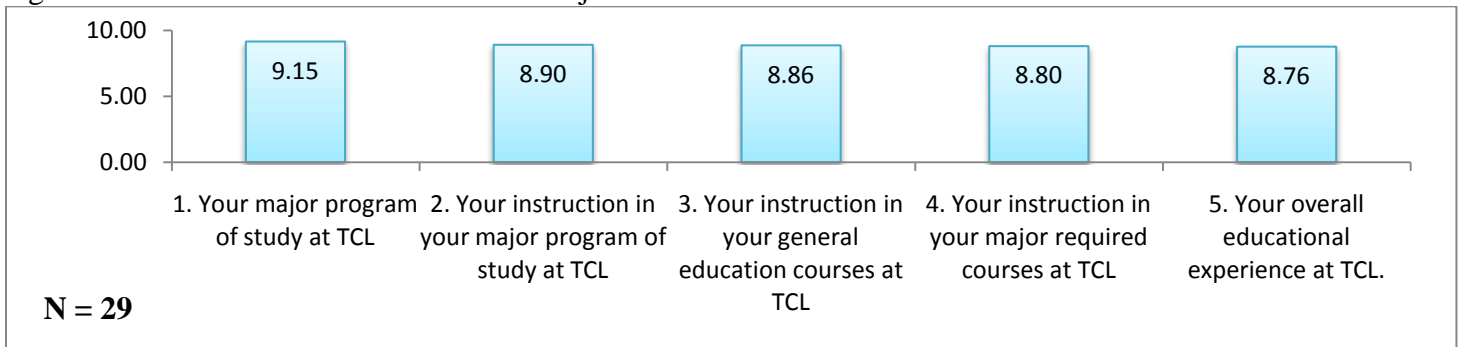 10.00
5.00
0.00
9.15
8.90
8.86
8.80
8.76
1. Your major program
of study at TCL
2. Your instruction in
your major program of
study at TCL
3. Your instruction in
your general
education courses at
TCL
4. Your instruction in
your major required
courses at TCL
5. Your overall
educational
experience at TCL.
N = 29